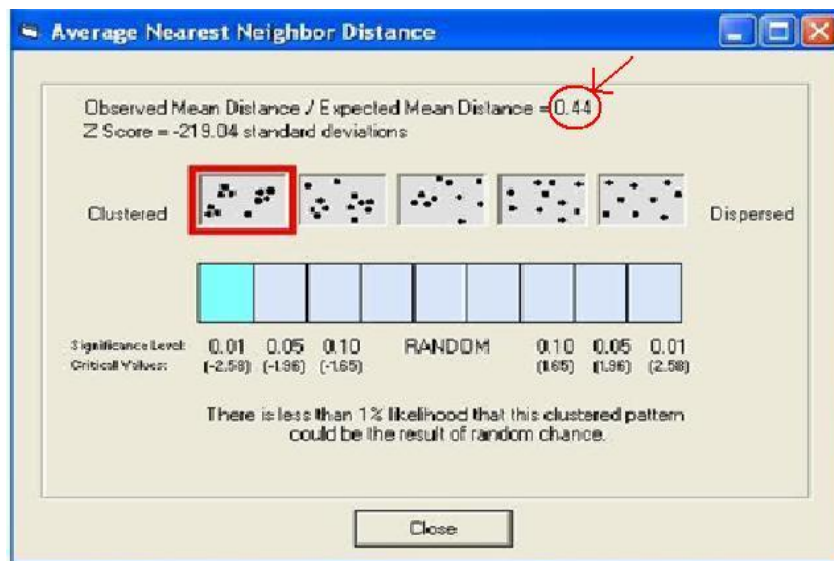 Average Nearest Neighbor Distance
Observed Mean Distance / Expected Mean Distance = 0.44
Z Score = -219.04 standard deviations
Clustered
Dispersed
Significance Level: 0.01 0.05 0.10 RANDOM 0.10 0.05 0.01
Critical Values: (-2.58) (-1.96) (-1.65) (1.65) (1.96) (2.58)
There is less than 1% likelihood that this clustered pattern
could be the result of random chance.
Close